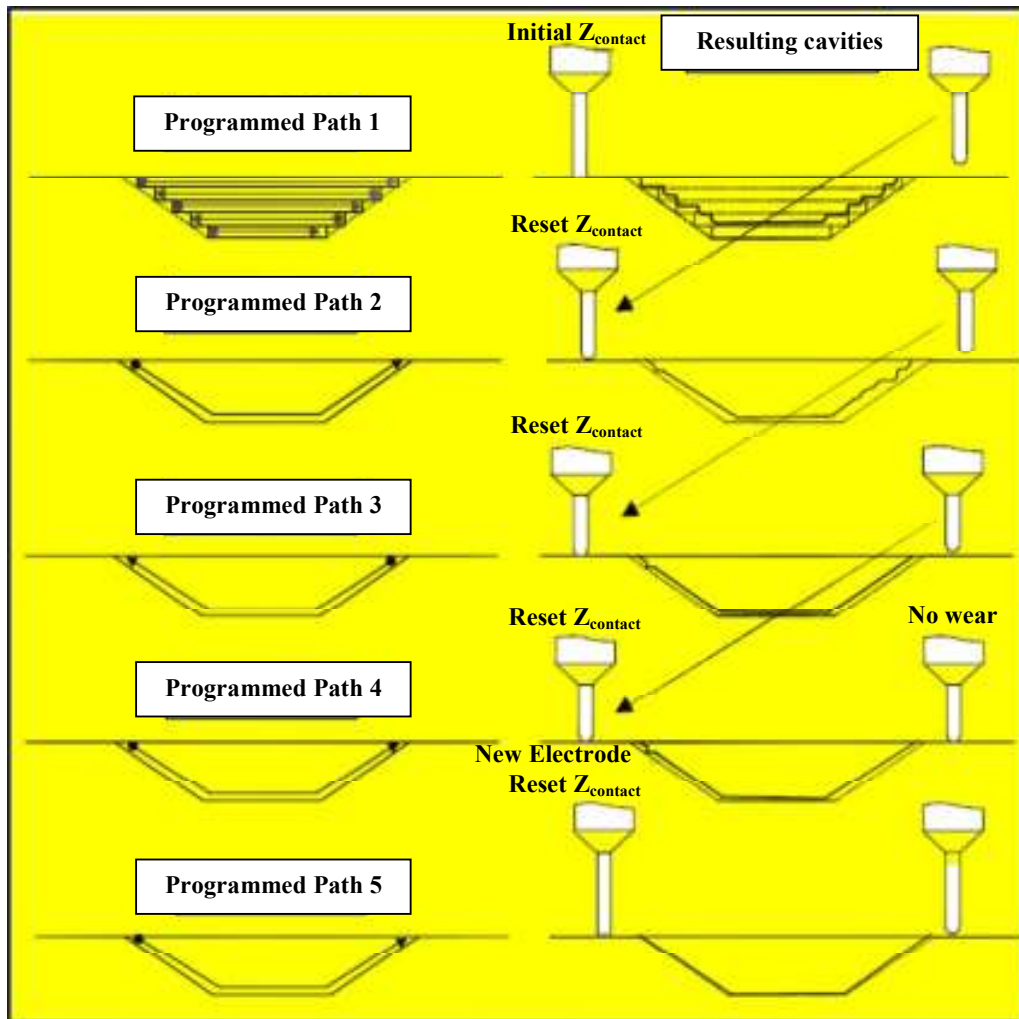 Initial Zcontact
Resulting cavities
Programmed Path 1
Reset Zcontact
Programmed Path 2
Reset Zcontact
Programmed Path 3
Reset Zcontact
No wear
Programmed Path 4
New Electrode
Reset Zcontact
Programmed Path 5